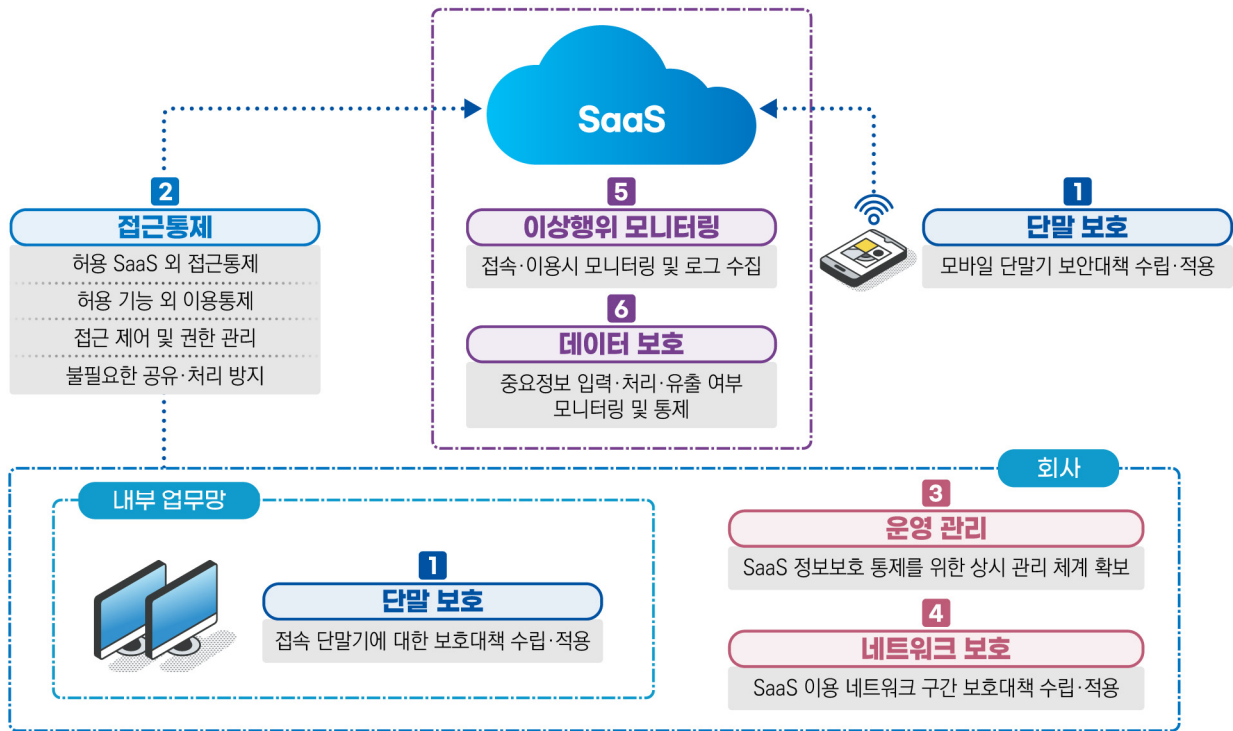 SaaS
2
접근통제
허용 SaaS 외 접근통제
허용 기능 외 이용통제
접근 제어 및 권한 관리
불필요한 공유·처리 방지
5
이상행위 모니터링
접속·이용시 모니터링 및 로그 수집
6
데이터 보호
중요정보 입력·처리·유출 여부
모니터링 및 통제
1
단말 보호
모바일 단말기 보안대책 수립·적용
회사
내부 업무망
1
단말 보호
접속 단말기에 대한 보호대책 수립·적용
3
운영 관리
SaaS 정보보호 통제를 위한 상시 관리 체계 확보
4
네트워크 보호
SaaS 이용 네트워크 구간 보호대책 수립·적용